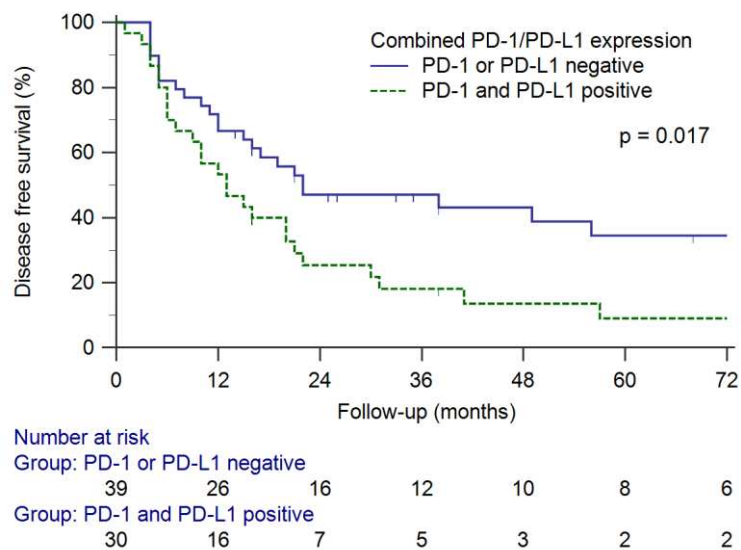 100
80
60
40
20
0
Disease free survival (%)
Combined PD-1/PD-L1 expression
PD-1 or PD-L1 negative
PD-1 and PD-L1 positive
p = 0.017
0 12 24 36 48 60 72
Follow-up (months)
Number at risk
Group: PD-1 or PD-L1 negative
39 26 16 12 10 8 6
Group: PD-1 and PD-L1 positive
30 16 7 5 3 2 2